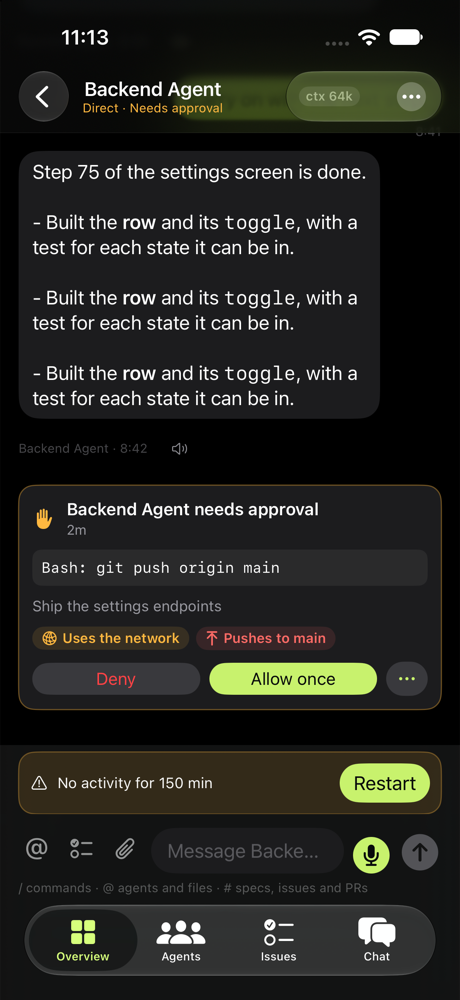 11:13
Backend Agent
Direct · Needs approval
ctx 64k
8:41
Step 75 of the settings screen is done.
- Built the row and its toggle, with a
test for each state it can be in.
- Built the row and its toggle, with a
test for each state it can be in.
- Built the row and its toggle, with a
test for each state it can be in.
Backend Agent · 8:42
Backend Agent needs approval
2m
Bash: git push origin main
Ship the settings endpoints
Uses the network
Pushes to main
Deny
Allow once
No activity for 150 min
Restart
Message Backe...
/ commands · @ agents and files · # specs, issues and PRs
Overview
Agents
Issues
Chat